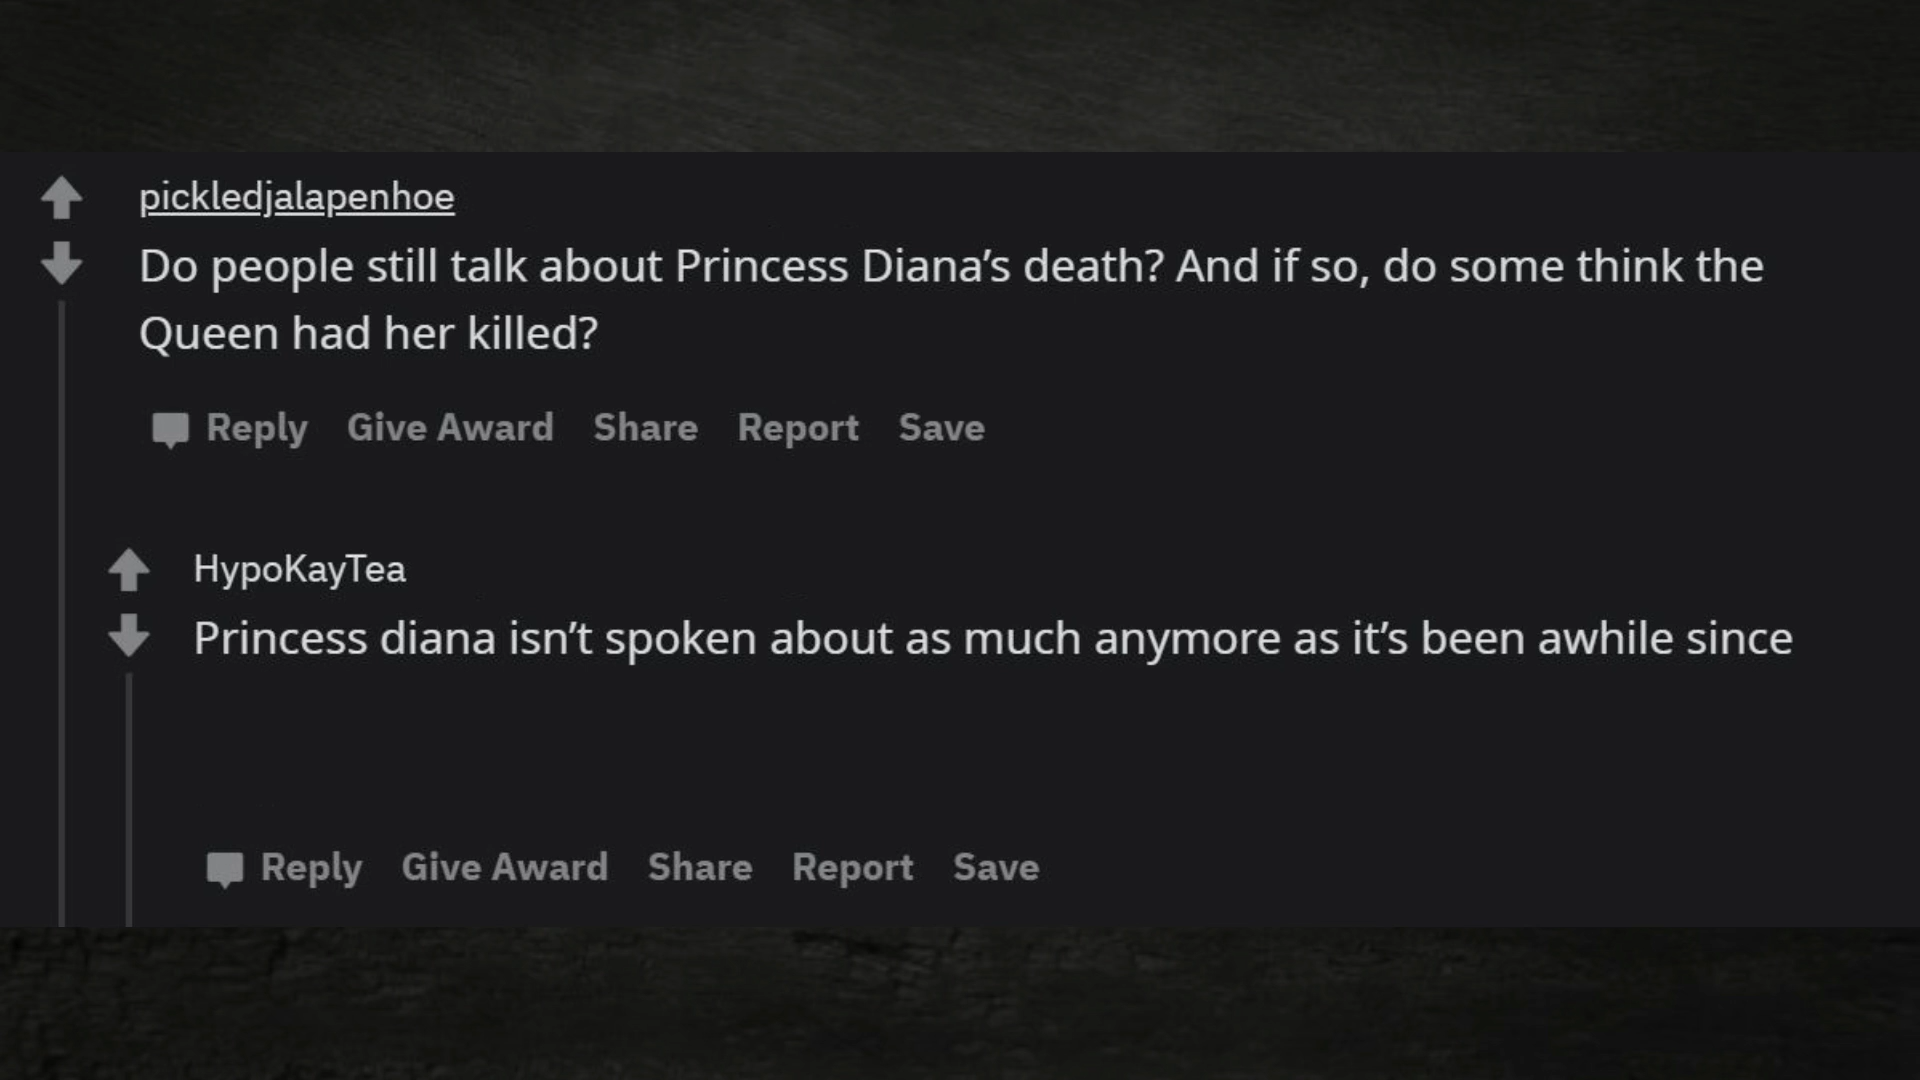 pickledjalapenhoe
Do people still talk about Princess Diana’s death? And if so, do some think the
Queen had her killed?
Reply Give Award Share Report Save
HypoKayTea
Princess diana isn’t spoken about as much anymore as it’s been awhile since
Reply Give Award Share Report Save